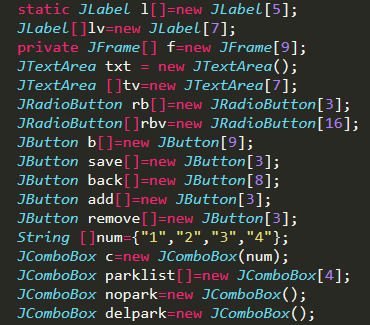 static JLabel l[]=new JLabel[5];
JLabel[]lv=new JLabel[7];
private JFrame[] f=new JFrame[9];
JTextArea txt = new JTextArea();
JTextArea []tv=new JTextArea[7];
JRadioButton rb[]=new JRadioButton[3];
JRadioButton[]rbv=new JRadioButton[16];
JButton b[]=new JButton[9];
JButton save[]=new JButton[3];
JButton back[]=new JButton[8];
JButton add[]=new JButton[3];
JButton remove[]=new JButton[3];
String []num={"1","2","3","4"};
JComboBox c=new JComboBox(num);
JComboBox parklist[]=new JComboBox[4];
JComboBox nopark=new JComboBox();
JComboBox delpark=new JComboBox();